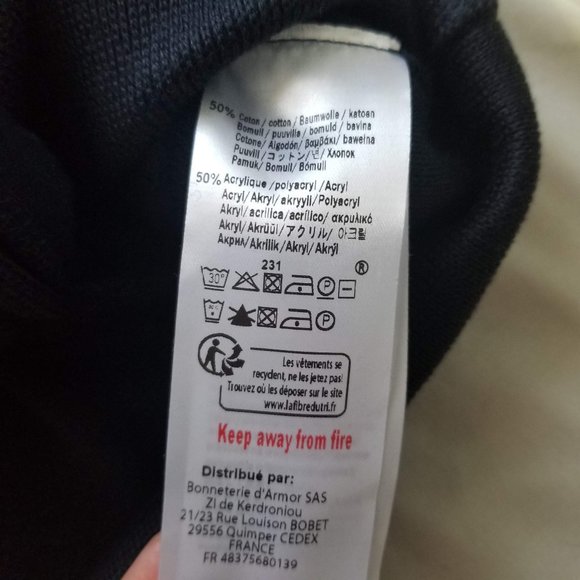 50% Coton / cotton / Baumwolle / katoen
Bomull / puuvilla / bomuld / bavlna
Cotone / Algodón / βαμβάκι / bawełna
Puuvill / コットン / 면 / Хлопок
Pamuk / Bomull / Bómull
50% Acrylique /polyacryl /Acryl
Acryl /Akryl /akryyli /Polyacryl
Akryl /acrilica /acrílico / ακρυλικό
Akryl /Akrüül /アクリル/ 아크릴
Акрил /Akrilik /Akryl /Akrýl
231
®
30°
P
P
Les vêtements se
recyclent, ne les jetez pas!
Trouvez où les déposer sur le site
www.lafibredutri.fr
Keep away from fire
Distribué par:
Bonneterie d'Armor SAS
ZI de Kerdroniou
21/23 Rue Louison BOBET
29556 Quimper CEDEX
FRANCE
FR 48375680139